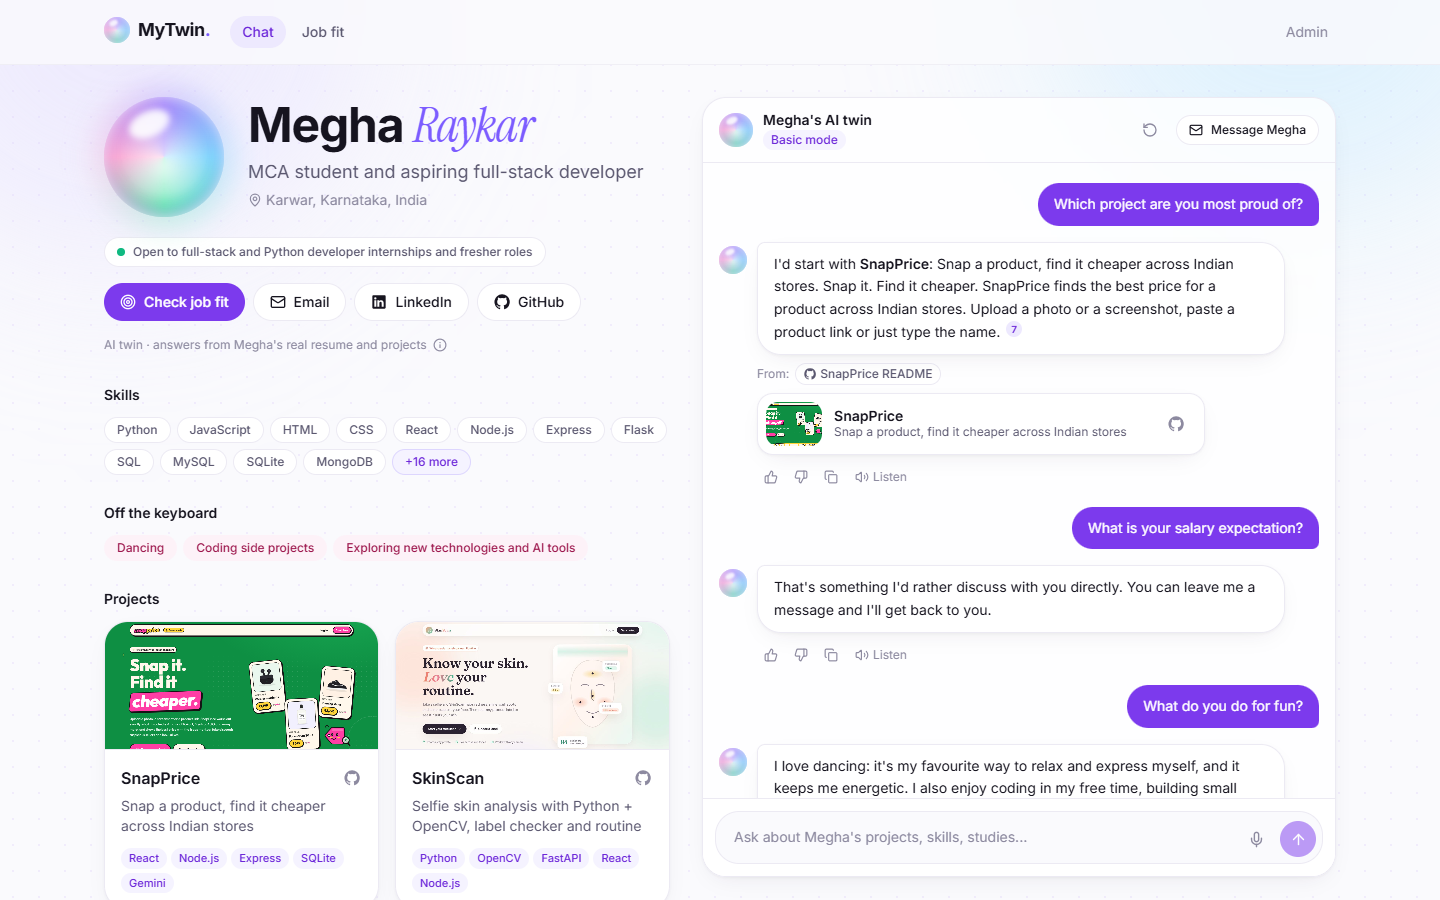 MyTwin.
Chat
Job fit
Admin
Megha Raykar
MCA student and aspiring full-stack developer
Karwar, Karnataka, India
Open to full-stack and Python developer internships and fresher roles
Check job fit
Email
LinkedIn
GitHub
AI twin · answers from Megha's real resume and projects
Skills
Python
JavaScript
HTML
CSS
React
Node.js
Express
Flask
SQL
MySQL
SQLite
MongoDB
+16 more
Off the keyboard
Dancing
Coding side projects
Exploring new technologies and AI tools
Projects
Snap it.
Find it
cheaper.
SnapPrice
Snap a product, find it cheaper
across Indian stores
React
Node.js
Express
SQLite
Gemini
Know your skin.
Love your
routine.
SkinScan
Selfie skin analysis with Python +
OpenCV, label checker and routine
Python
OpenCV
FastAPI
React
Node.js
Megha's AI twin
Basic mode
Message Megha
Which project are you most proud of?
I'd start with SnapPrice: Snap a product, find it cheaper across Indian
stores. Snap it. Find it cheaper. SnapPrice finds the best price for a
product across Indian stores. Upload a photo or a screenshot, paste a
product link or just type the name. 7
From:
SnapPrice README
SnapPrice
Snap a product, find it cheaper across Indian stores
Listen
What is your salary expectation?
That's something I'd rather discuss with you directly. You can leave me a
message and I'll get back to you.
Listen
What do you do for fun?
I love dancing: it's my favourite way to relax and express myself, and it
keeps me energetic. I also enjoy coding in my free time, building small
Ask about Megha's projects, skills, studies...